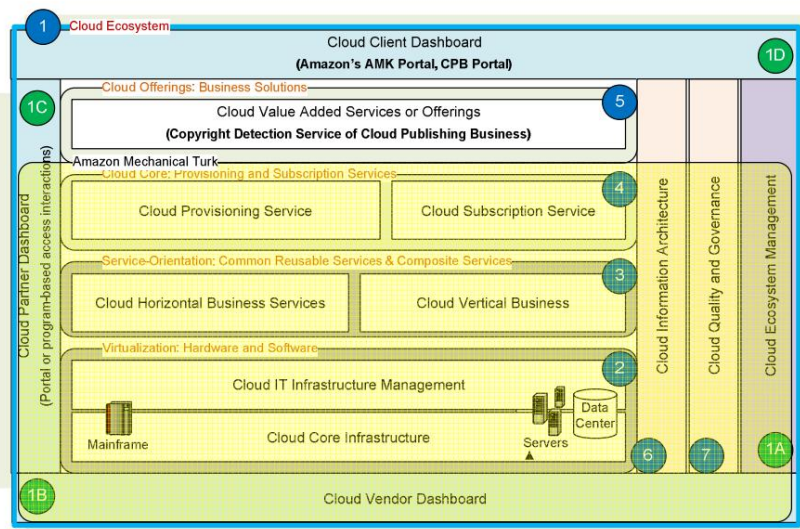 1
Cloud Ecosystem
Cloud Client Dashboard
(Amazon's AMK Portal, CPB Portal)
1D
1C
Cloud Offerings: Business Solutions
5
Cloud Value Added Services or Offerings
(Copyright Detection Service of Cloud Publishing Business)
Amazon Mechanical Turk
Cloud Core: Provisioning and Subscription Services
4
Cloud Provisioning Service
Cloud Subscription Service
Service-Orientation: Common Reusable Services & Composite Services
3
Cloud Horizontal Business Services
Cloud Vertical Business
Virtualization: Hardware and Software
2
Cloud IT Infrastructure Management
Mainframe
Cloud Core Infrastructure
Servers
Data
Center
Cloud Partner Dashboard
(Portal or program-based access interactions)
Cloud Information Architecture
Cloud Quality and Governance
Cloud Ecosystem Management
6
7
1A
1B
Cloud Vendor Dashboard